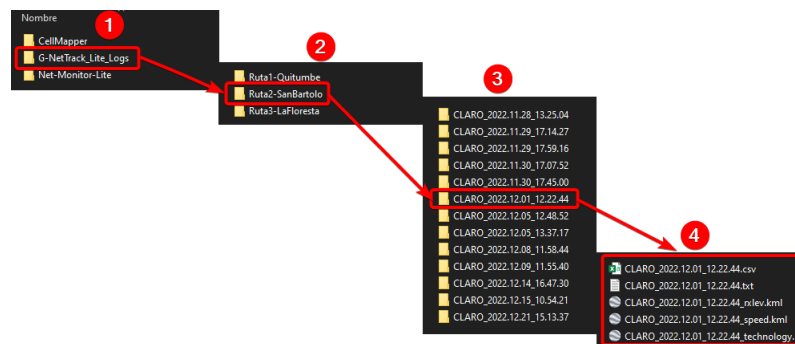 Nombre
1
CellMapper
G-NetTrack_Lite_Logs
Net-Monitor-Lite
2
Ruta1-Quitumbe
Ruta2-SanBartolo
Ruta3-LaFloresta
3
CLARO_2022.11.28_13.25.04
CLARO_2022.11.29_17.14.27
CLARO_2022.11.29_17.59.16
CLARO_2022.11.30_17.07.52
CLARO_2022.11.30_17.45.00
CLARO_2022.12.01_12.22.44
CLARO_2022.12.05_12.48.52
CLARO_2022.12.05_13.37.17
CLARO_2022.12.08_11.58.44
CLARO_2022.12.09_11.55.40
CLARO_2022.12.14_16.47.30
CLARO_2022.12.15_10.54.21
CLARO_2022.12.21_15.13.37
4
CLARO_2022.12.01_12.22.44.csv
CLARO_2022.12.01_12.22.44.txt
CLARO_2022.12.01_12.22.44_rxlev.kml
CLARO_2022.12.01_12.22.44_speed.kml
CLARO_2022.12.01_12.22.44_technology.